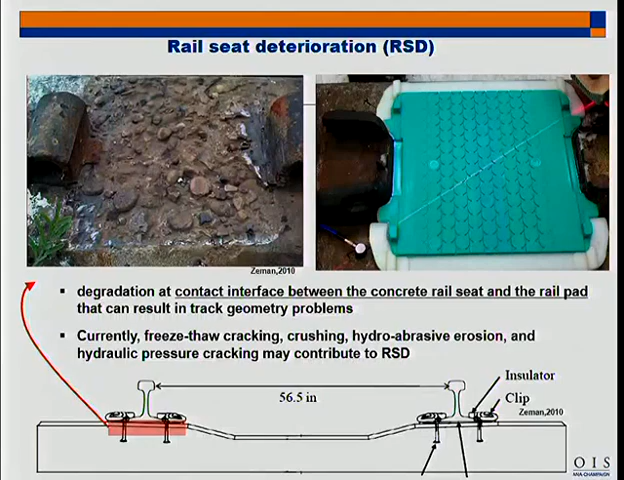 Rail seat deterioration (RSD)
Zeman,2010
▪ degradation at contact interface between the concrete rail seat and the rail pad
that can result in track geometry problems
▪ Currently, freeze-thaw cracking, crushing, hydro-abrasive erosion, and
hydraulic pressure cracking may contribute to RSD
56.5 in
Insulator
Clip
Zeman,2010
O I S